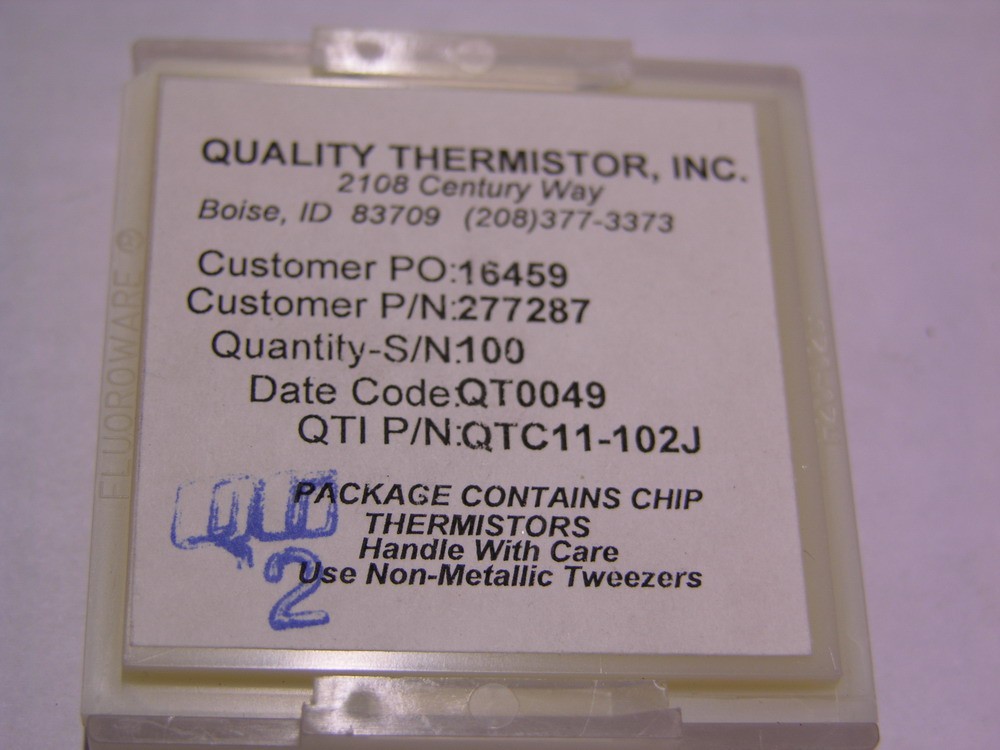 QUALITY THERMISTOR, INC.
2108 Century Way
Boise, ID 83709 (208)377-3373
Customer PO:16459
Customer P/N:277287
Quantity-S/N:100
Date Code:QT0049
QTI P/N:QTC11-102J
PACKAGE CONTAINS CHIP
THERMISTORS
Handle With Care
Use Non-Metallic Tweezers
2
FLUOROWARE ®